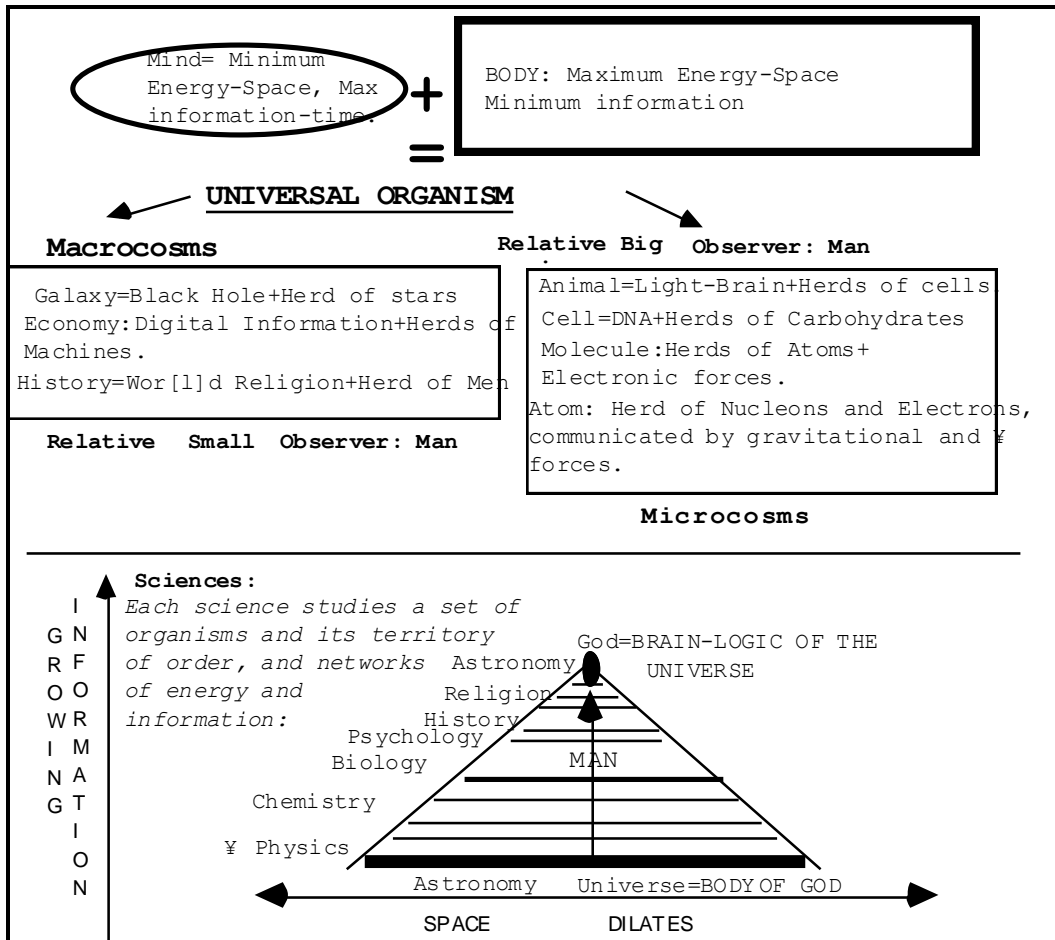 Mind= Minimum
Energy-Space, Max
information-time.
+
BODY: Maximum Energy-Space
Minimum information
=
UNIVERSAL ORGANISM
Macrocosms
Relative Big Observer: Man
:
Galaxy=Black Hole+Herd of stars
Economy:Digital Information+Herds of
Machines.
History=Wor[l]d Religion+Herd of Men
Relative Small Observer: Man
Animal=Light-Brain+Herds of cells.
Cell=DNA+Herds of Carbohydrates
Molecule:Herds of Atoms+
Electronic forces.
Atom: Herd of Nucleons and Electrons,
communicated by gravitational and ¥
forces.
Microcosms
GROWING
INFORMATION
Sciences:
Each science studies a set of
organisms and its territory
of order, and networks
of energy and
information:
God=BRAIN-LOGIC OF THE
UNIVERSE
Astronomy
Religion
History
Psychology
Biology
MAN
Chemistry
¥ Physics
Astronomy Universe=BODY OF GOD
SPACE DILATES